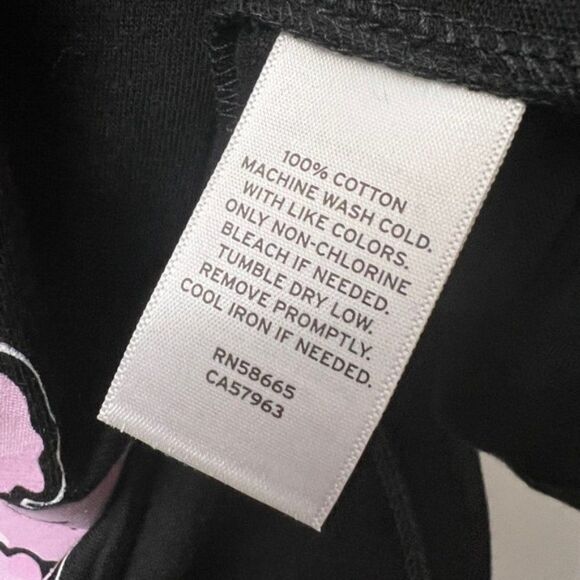 100% COTTON
MACHINE WASH COLD.
WITH LIKE COLORS.
ONLY NON-CHLORINE
BLEACH IF NEEDED.
TUMBLE DRY LOW.
REMOVE PROMPTLY.
COOL IRON IF NEEDED.
RN58665
CA57963